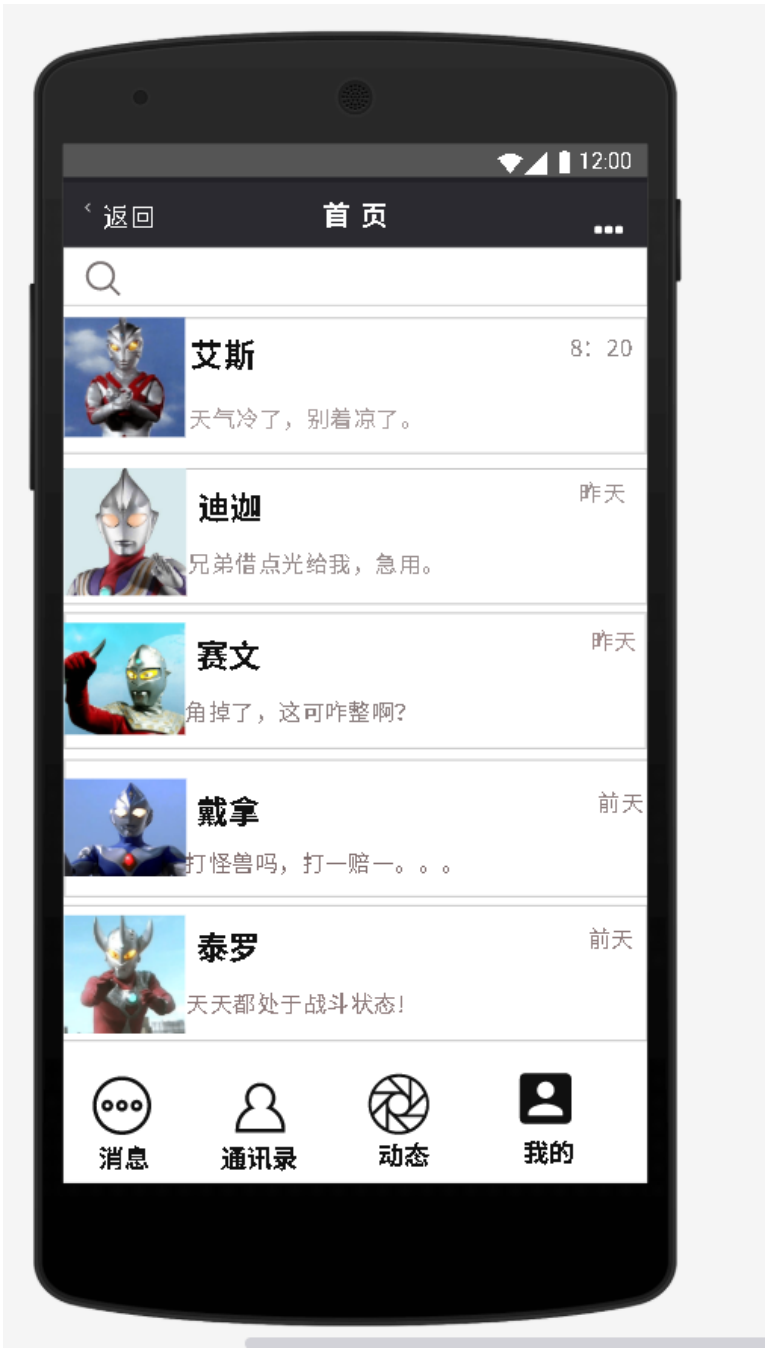 12:00
返回 首 页
艾斯 8：20
天气冷了，别着凉了。
迪迦 昨天
兄弟借点光给我，急用。
赛文 昨天
角掉了，这可咋整啊？
戴拿 前天
打怪兽吗，打一赔一。。。
泰罗 前天
天天都处于战斗状态！
消息 通讯录 动态 我的